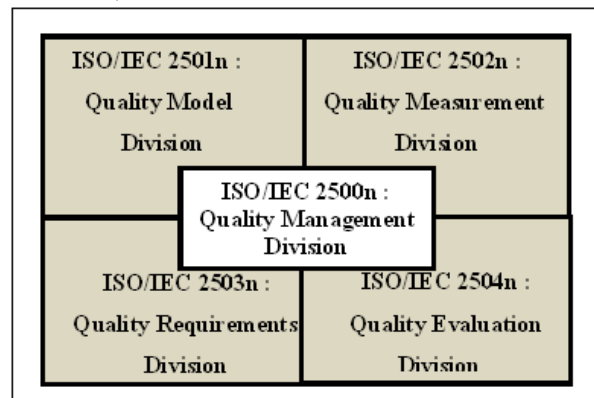 ISO/IEC 2501n :
Quality Model
Division
ISO/IEC 2502n :
Quality Measurement
Division
ISO/IEC 2500n :
Quality Management
Division
ISO/IEC 2503n :
Quality Requirements
Division
ISO/IEC 2504n :
Quality Evaluation
Division